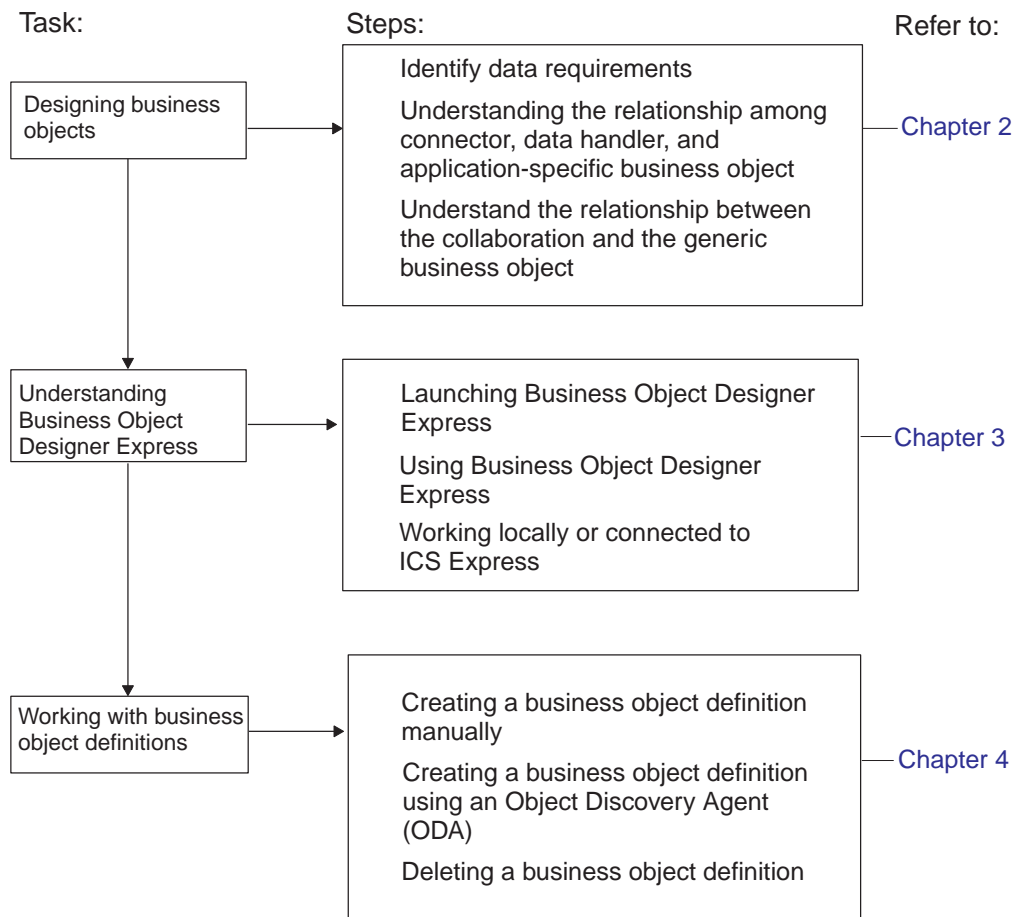 Task:
Steps:
Refer to:
Designing business
objects
Identify data requirements
Understanding the relationship among
connector, data handler, and
application-specific business object
Understand the relationship between
the collaboration and the generic
business object
Chapter 2
Understanding
Business Object
Designer Express
Launching Business Object Designer
Express
Using Business Object Designer
Express
Working locally or connected to
ICS Express
Chapter 3
Working with business
object definitions
Creating a business object definition
manually
Creating a business object definition
using an Object Discovery Agent
(ODA)
Deleting a business object definition
Chapter 4